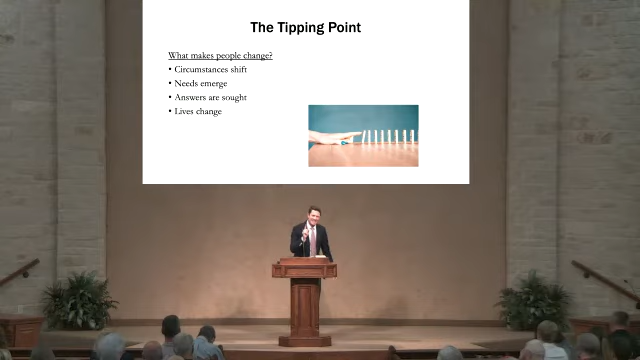 The Tipping Point
What makes people change?
• Circumstances shift
• Needs emerge
• Answers are sought
• Lives change